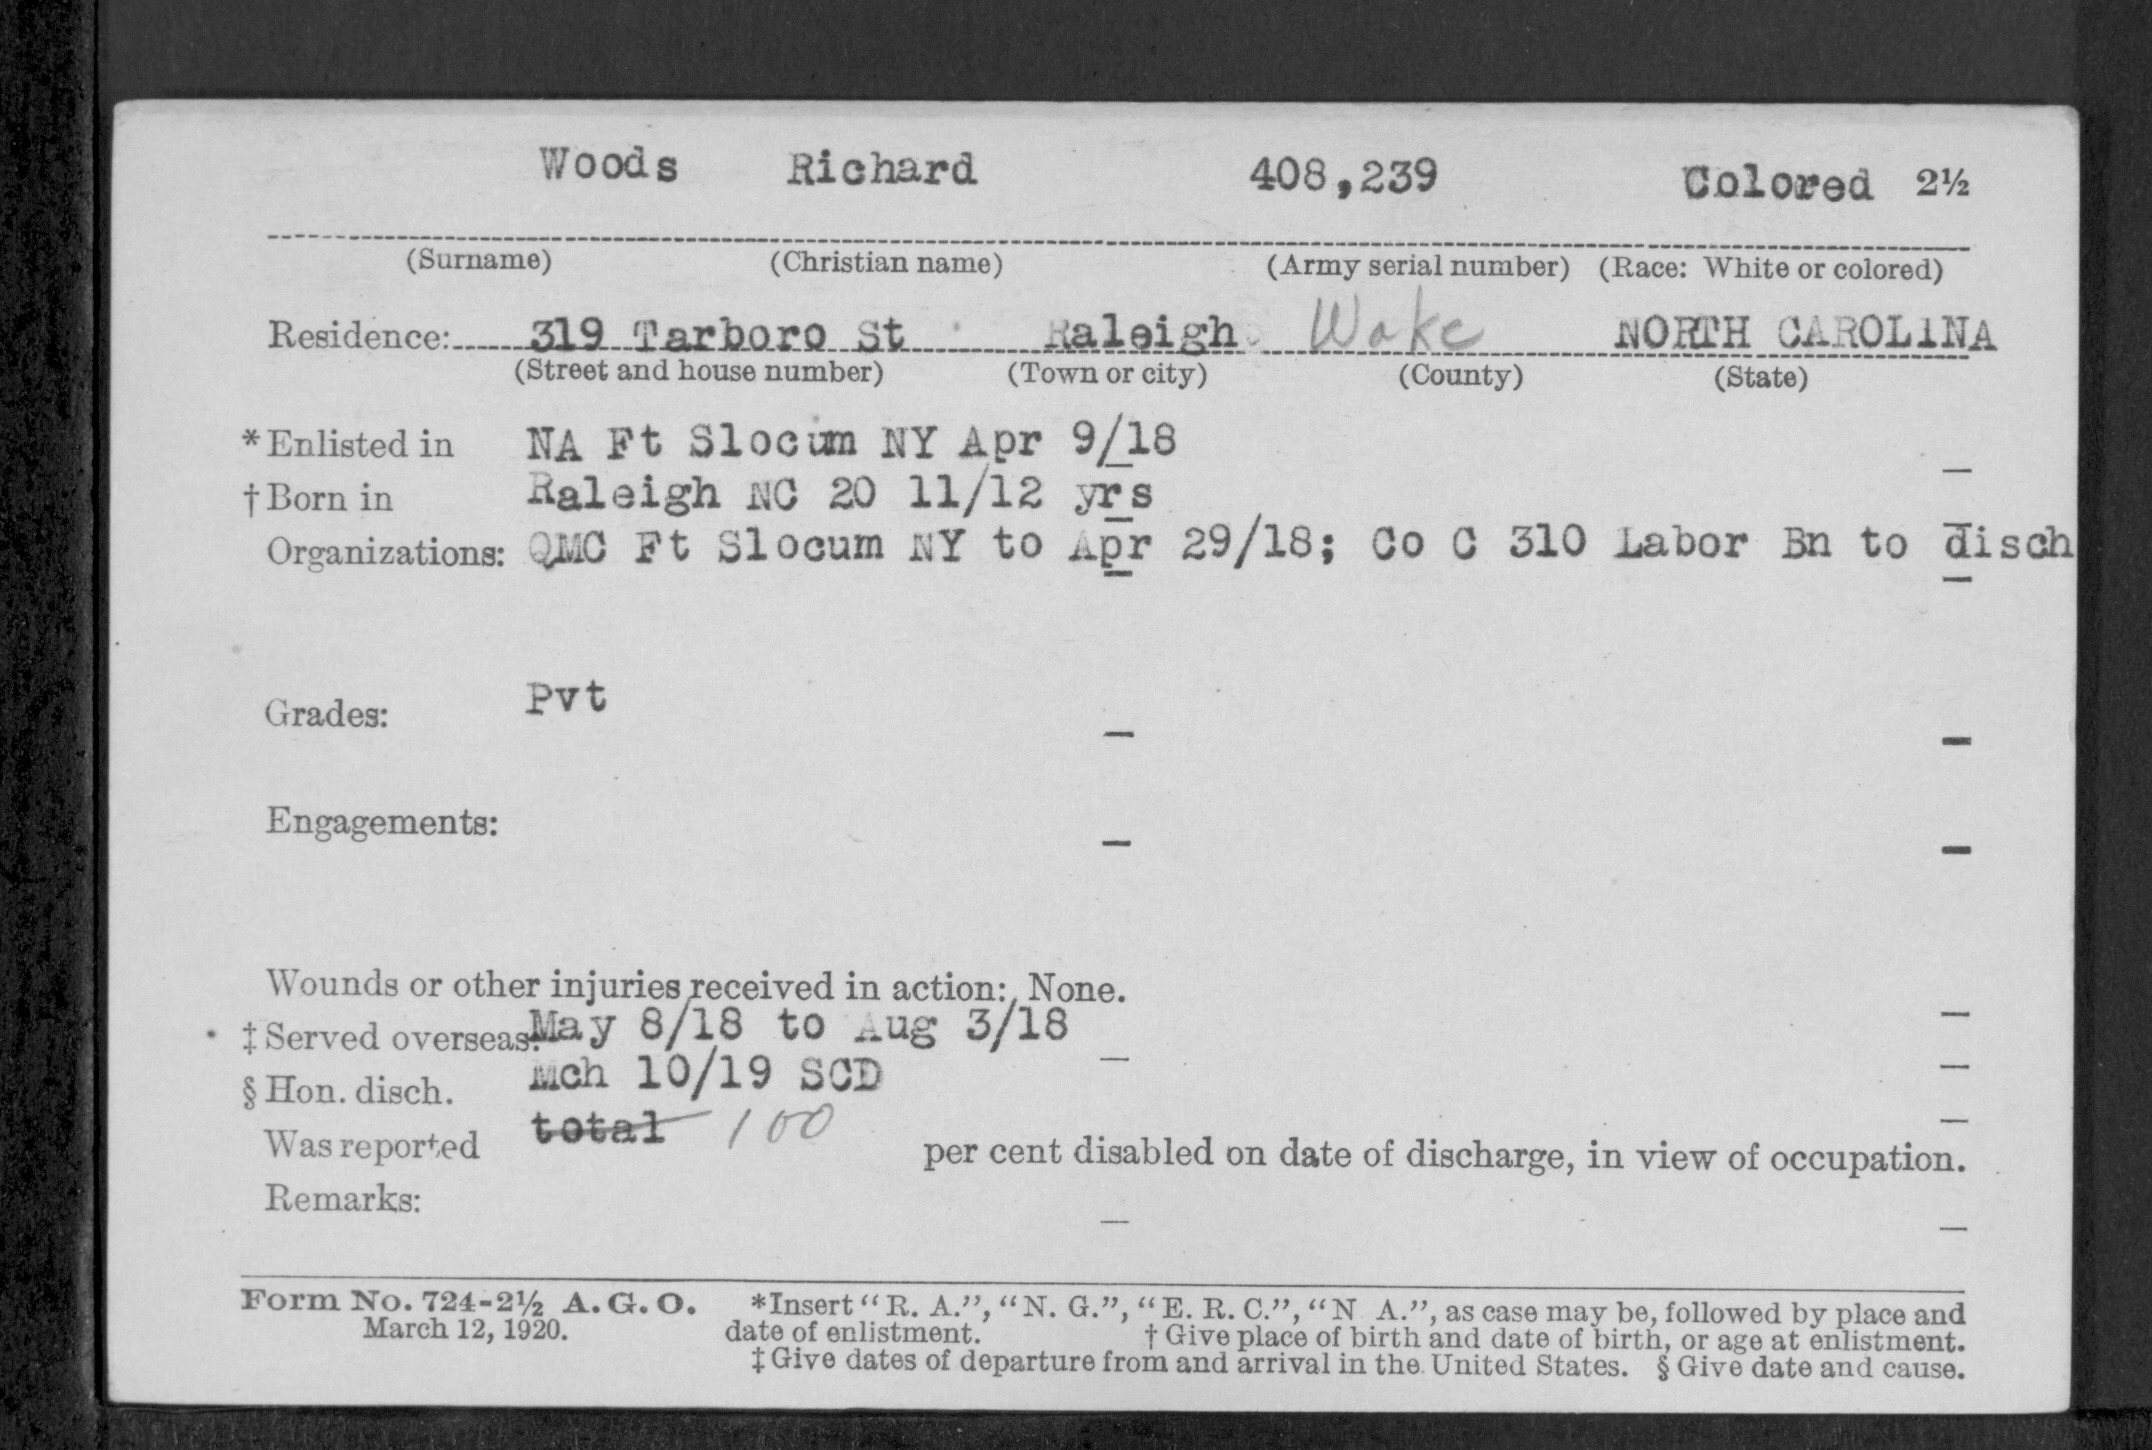 Woods Richard 408,239 Colored 2½
(Surname) (Christian name) (Army serial number) (Race: White or colored)
Residence: 319 Tarboro St Raleigh Wake NORTH CAROLINA
(Street and house number) (Town or city) (County) (State)
*Enlisted in NA Ft Slocum NY Apr 9/18
†Born in Raleigh NC 20 11/12 yrs
Organizations: QMC Ft Slocum NY to Apr 29/18; Co C 310 Labor Bn to disch
Grades: Pvt
Engagements:
Wounds or other injuries received in action: None.
‡Served overseas: May 8/18 to Aug 3/18
§Hon. disch. Mch 10/19 SCD
Was reported total 100 per cent disabled on date of discharge, in view of occupation.
Remarks:
Form No. 724-2½ A. G. O. *Insert "R. A.", "N. G.", "E. R. C.", "N A.", as case may be, followed by place and
March 12, 1920. date of enlistment. †Give place of birth and date of birth, or age at enlistment.
‡Give dates of departure from and arrival in the United States. §Give date and cause.